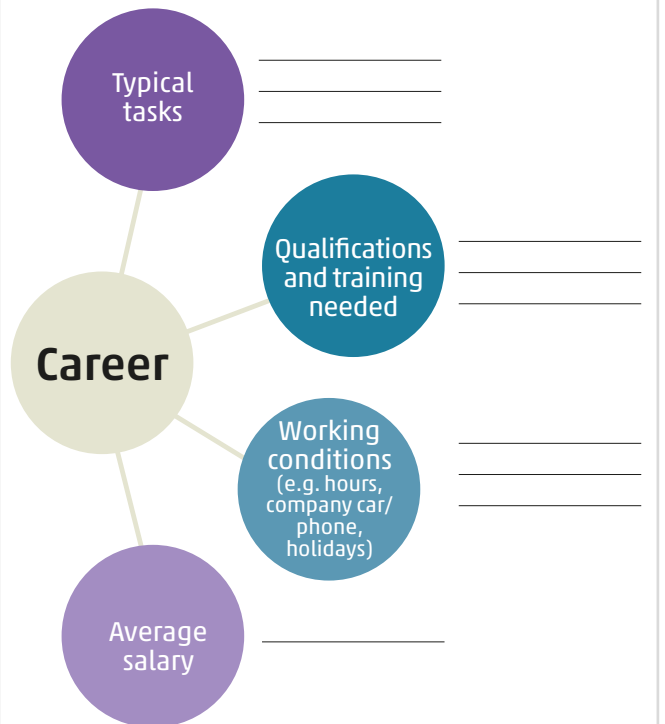 Typical
tasks
Qualifications
and training
needed
Career
Working
conditions
(e.g. hours,
company car/
phone,
holidays)
Average
salary